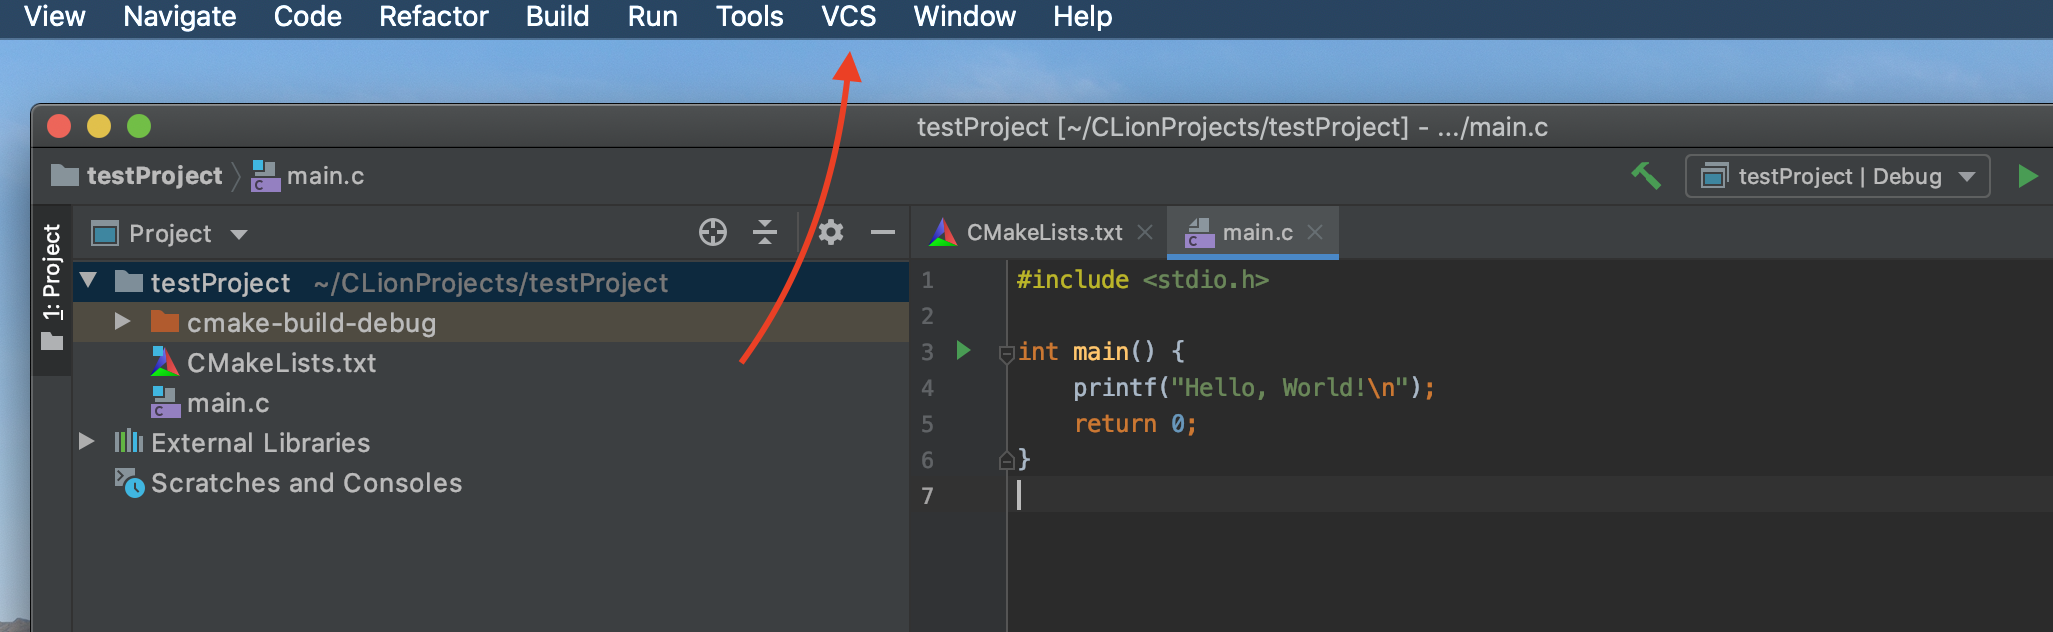 View Navigate Code Refactor Build Run Tools VCS Window Help
testProject [~/CLionProjects/testProject] - .../main.c
testProject main.c
testProject | Debug
1: Project
Project
CMakeLists.txt main.c
testProject ~/CLionProjects/testProject
cmake-build-debug
CMakeLists.txt
main.c
External Libraries
Scratches and Consoles
1 #include <stdio.h>
2
3 int main() {
4     printf("Hello, World!\n");
5     return 0;
6 }
7